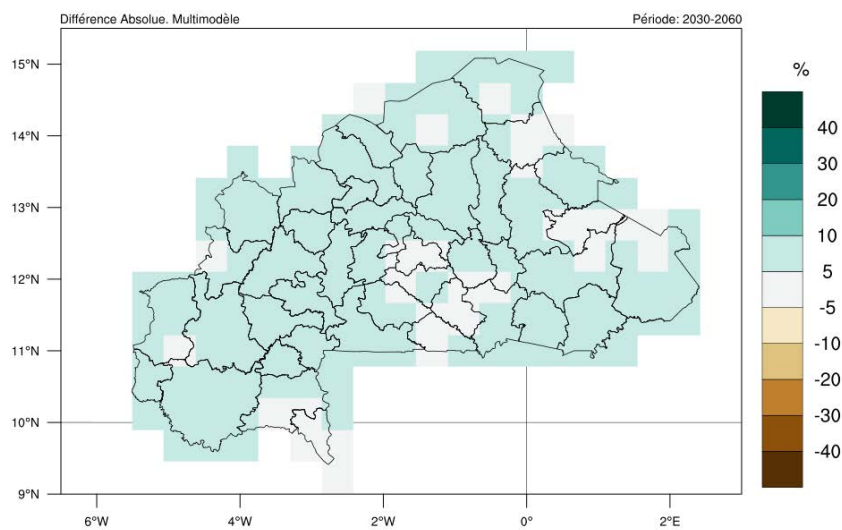 Différence Absolue. Multimodèle
Période: 2030-2060
%
15°N
14°N
13°N
12°N
11°N
10°N
9°N
6°W
4°W
2°W
0°
2°E
40
30
20
10
5
-5
-10
-20
-30
-40